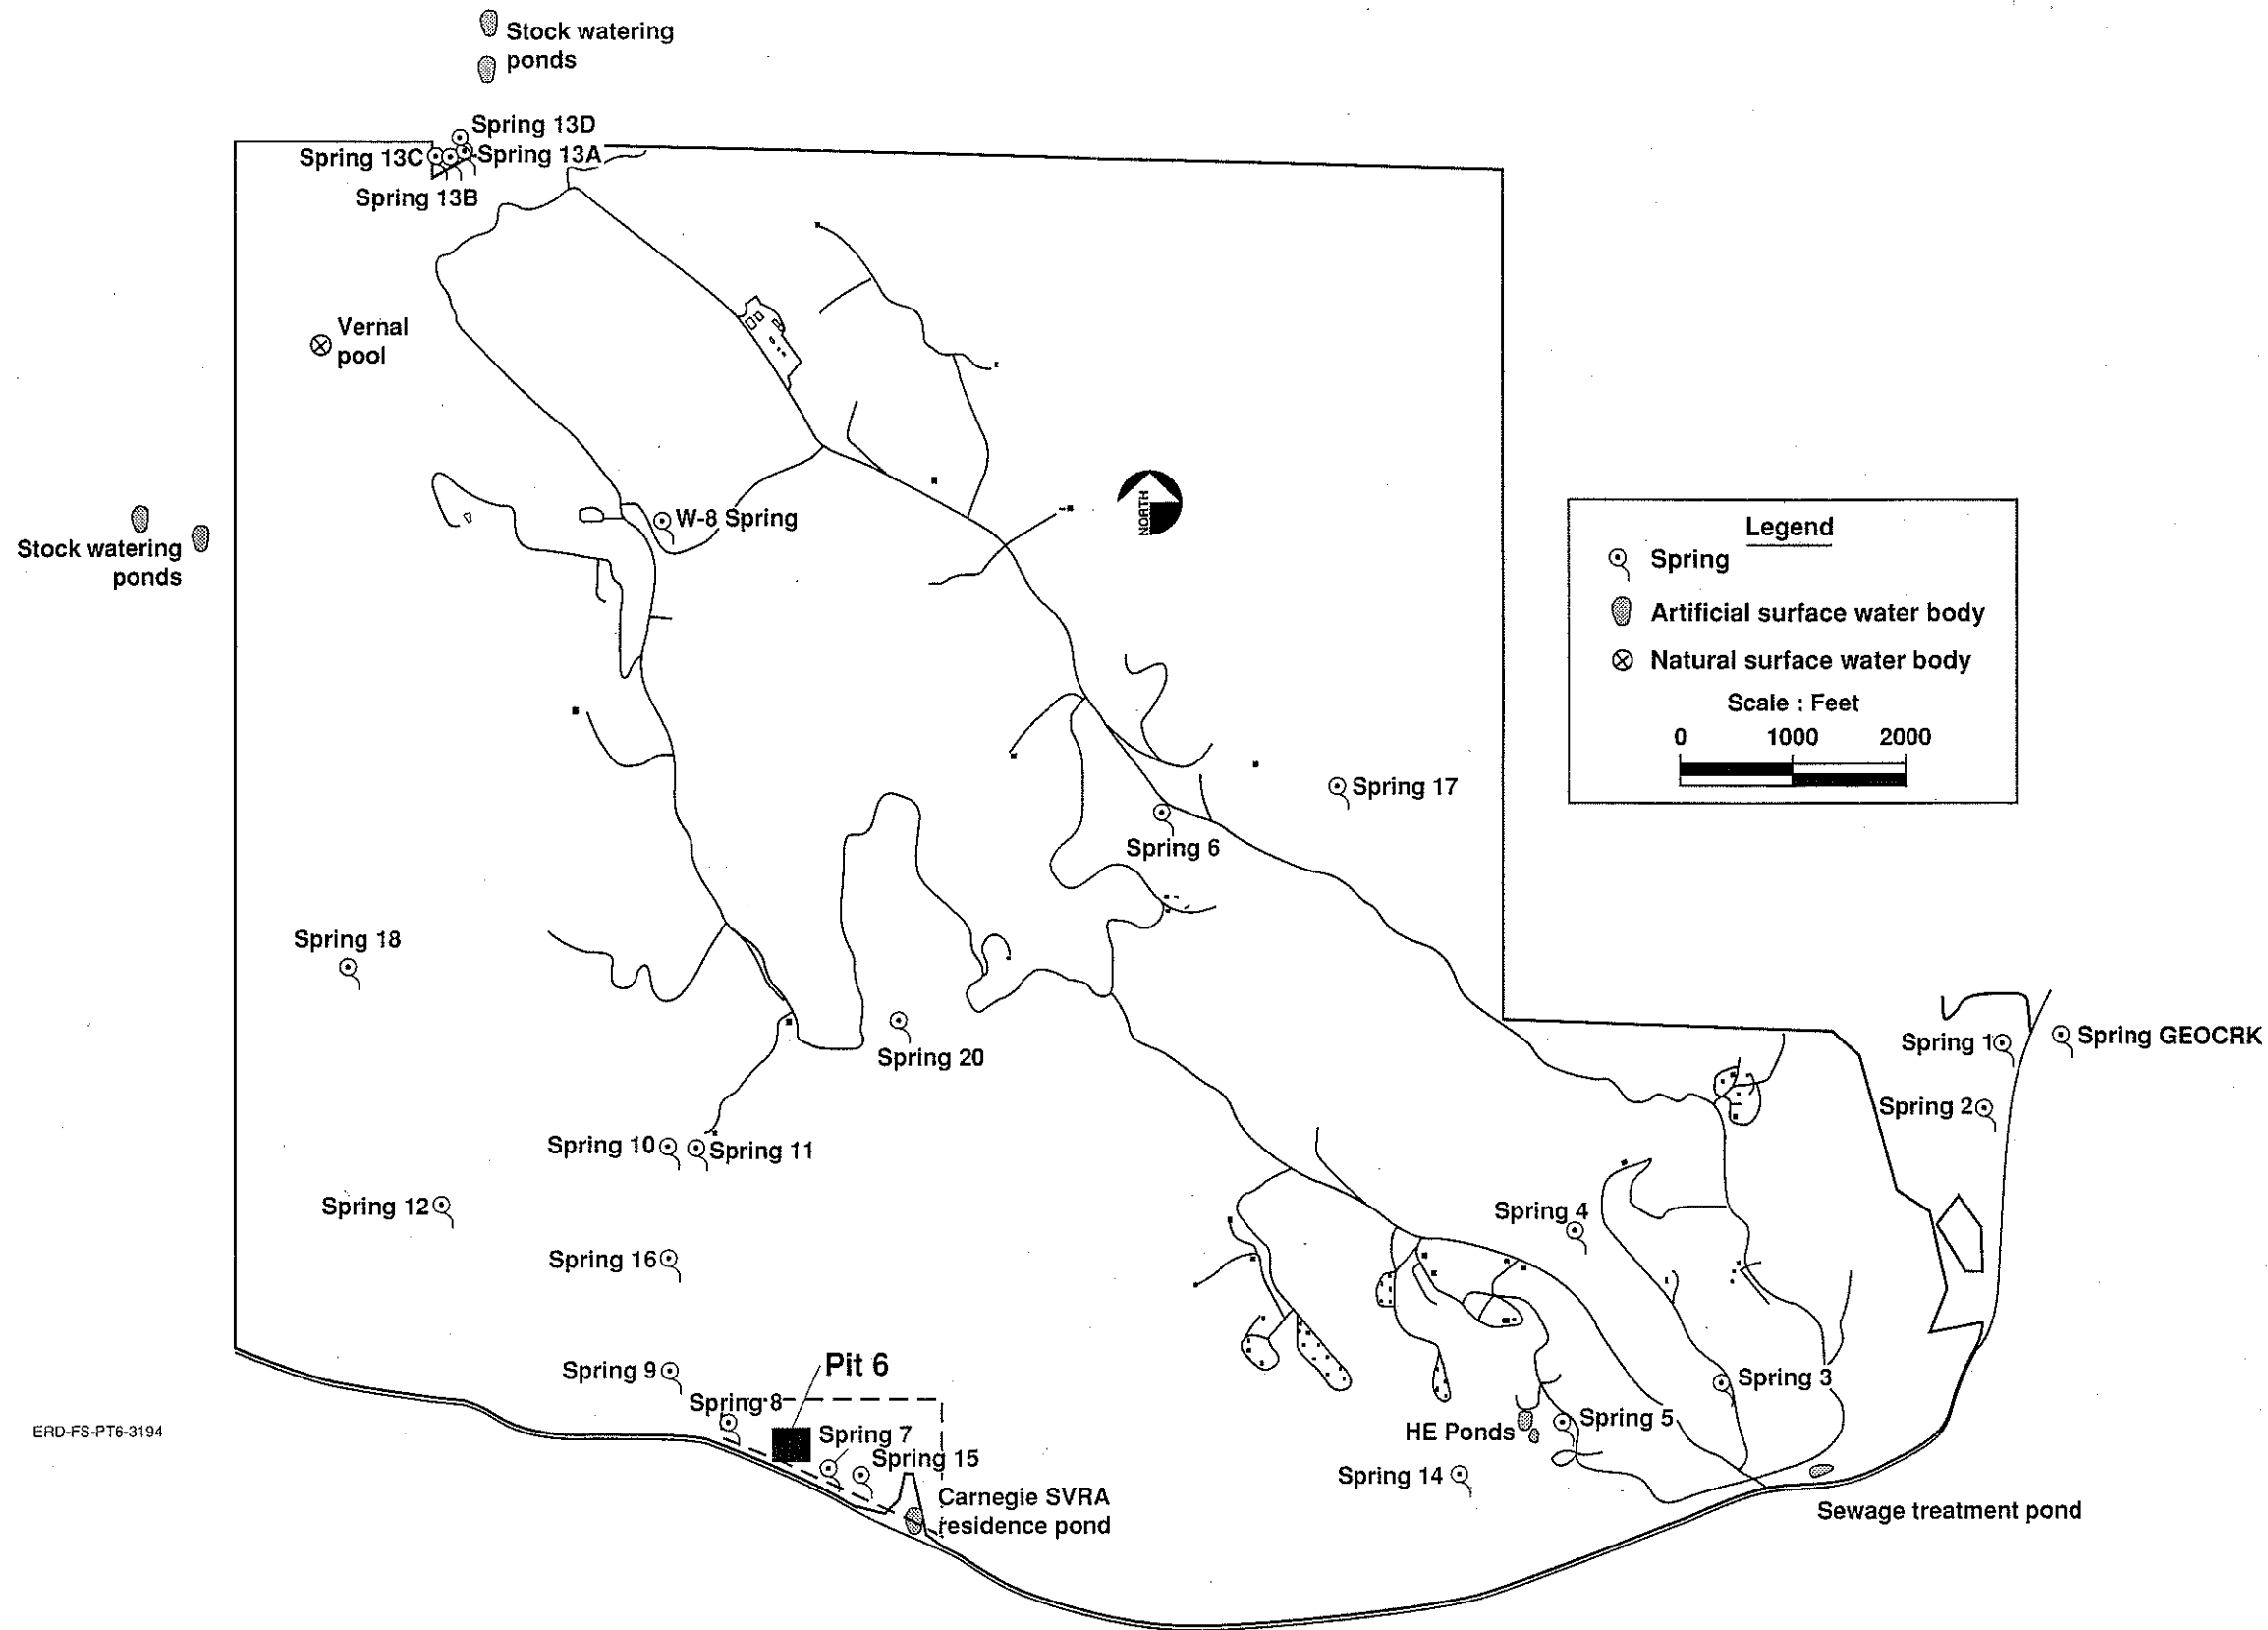 Stock watering
ponds
Spring 13D
Spring 13C
Spring 13A
Spring 13B
Vernal
pool
W-8 Spring
NORTH
Stock watering
ponds
Legend
Spring
Artificial surface water body
Natural surface water body
Scale : Feet
0 1000 2000
Spring 17
Spring 6
Spring 18
Spring 20
Spring 1
Spring GEOCRK
Spring 2
Spring 10
Spring 11
Spring 12
Spring 4
Spring 16
Pit 6
Spring 9
Spring 3
Spring 8
Spring 7
Spring 5
HE Ponds
Spring 15
Spring 14
Carnegie SVRA
residence pond
Sewage treatment pond
ERD-FS-PT6-3194